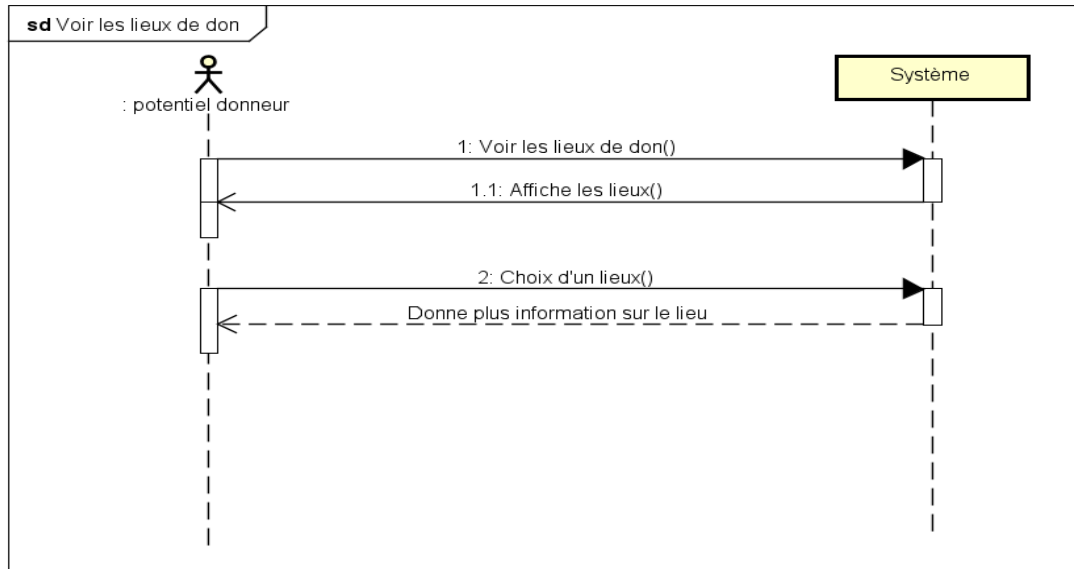 sd Voir les lieux de don
: potentiel donneur
Système
1: Voir les lieux de don()
1.1: Affiche les lieux()
2: Choix d'un lieux()
Donne plus information sur le lieu